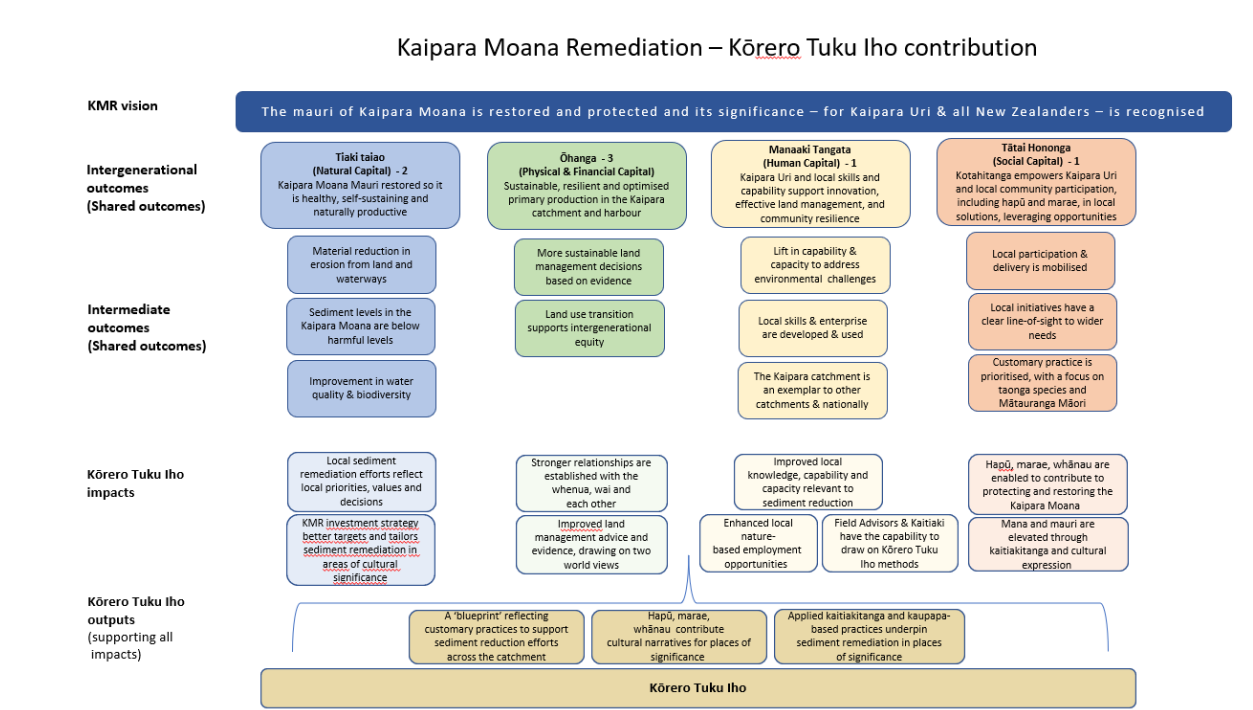 Kaipara Moana Remediation – Kōrero Tuku Iho contribution
KMR vision
The mauri of Kaipara Moana is restored and protected and its significance – for Kaipara Uri & all New Zealanders – is recognised
Intergenerational
outcomes
(Shared outcomes)
Tiaki taiao
(Natural Capital) - 2
Kaipara Moana Mauri restored so it
is healthy, self-sustaining and
naturally productive
Ōhanga - 3
(Physical & Financial Capital)
Sustainable, resilient and optimised
primary production in the Kaipara
catchment and harbour
Manaaki Tangata
(Human Capital) - 1
Kaipara Uri and local skills and
capability support innovation,
effective land management, and
community resilience
Tātai Hononga
(Social Capital) - 1
Kotahitanga empowers Kaipara Uri
and local community participation,
including hapū and marae, in local
solutions, leveraging opportunities
Intermediate
outcomes
(Shared outcomes)
Material reduction in
erosion from land and
waterways
Sediment levels in the
Kaipara Moana are below
harmful levels
Improvement in water
quality & biodiversity
More sustainable land
management decisions
based on evidence
Land use transition
supports intergenerational
equity
Lift in capability &
capacity to address
environmental challenges
Local skills & enterprise
are developed & used
The Kaipara catchment is
an exemplar to other
catchments & nationally
Local participation &
delivery is mobilised
Local initiatives have a
clear line-of-sight to wider
needs
Customary practice is
prioritised, with a focus on
taonga species and
Mātauranga Māori
Kōrero Tuku Iho
impacts
Local sediment
remediation efforts reflect
local priorities, values and
decisions
KMR investment strategy
better targets and tailors
sediment remediation in
areas of cultural
significance
Stronger relationships are
established with the
whenua, wai and
each other
Improved land
management advice and
evidence, drawing on two
world views
Improved local
knowledge, capability and
capacity relevant to
sediment reduction
Enhanced local
nature-
based employment
opportunities
Field Advisors & Kaitiaki
have the capability to
draw on Kōrero Tuku
Iho methods
Hapū, marae, whānau are
enabled to contribute to
protecting and restoring the
Kaipara Moana
Mana and mauri are
elevated through
kaitiakitanga and cultural
expression
Kōrero Tuku Iho
outputs
(supporting all
impacts)
A ‘blueprint’ reflecting
customary practices to support
sediment reduction efforts
across the catchment
Hapū, marae,
whānau contribute
cultural narratives for places of
significance
Applied kaitiakitanga and kaupapa-
based practices underpin
sediment remediation in places
of significance
Kōrero Tuku Iho